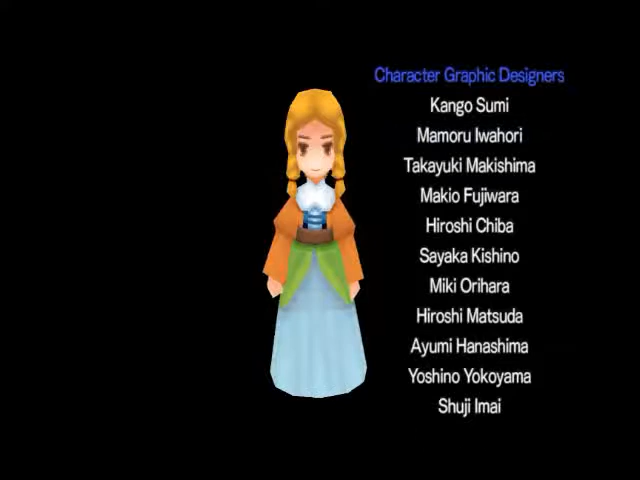 Character Graphic Designers
Kango Sumi
Mamoru Iwahori
Takayuki Makishima
Makio Fujiwara
Hiroshi Chiba
Sayaka Kishino
Miki Orihara
Hiroshi Matsuda
Ayumi Hanashima
Yoshino Yokoyama
Shuji Imai